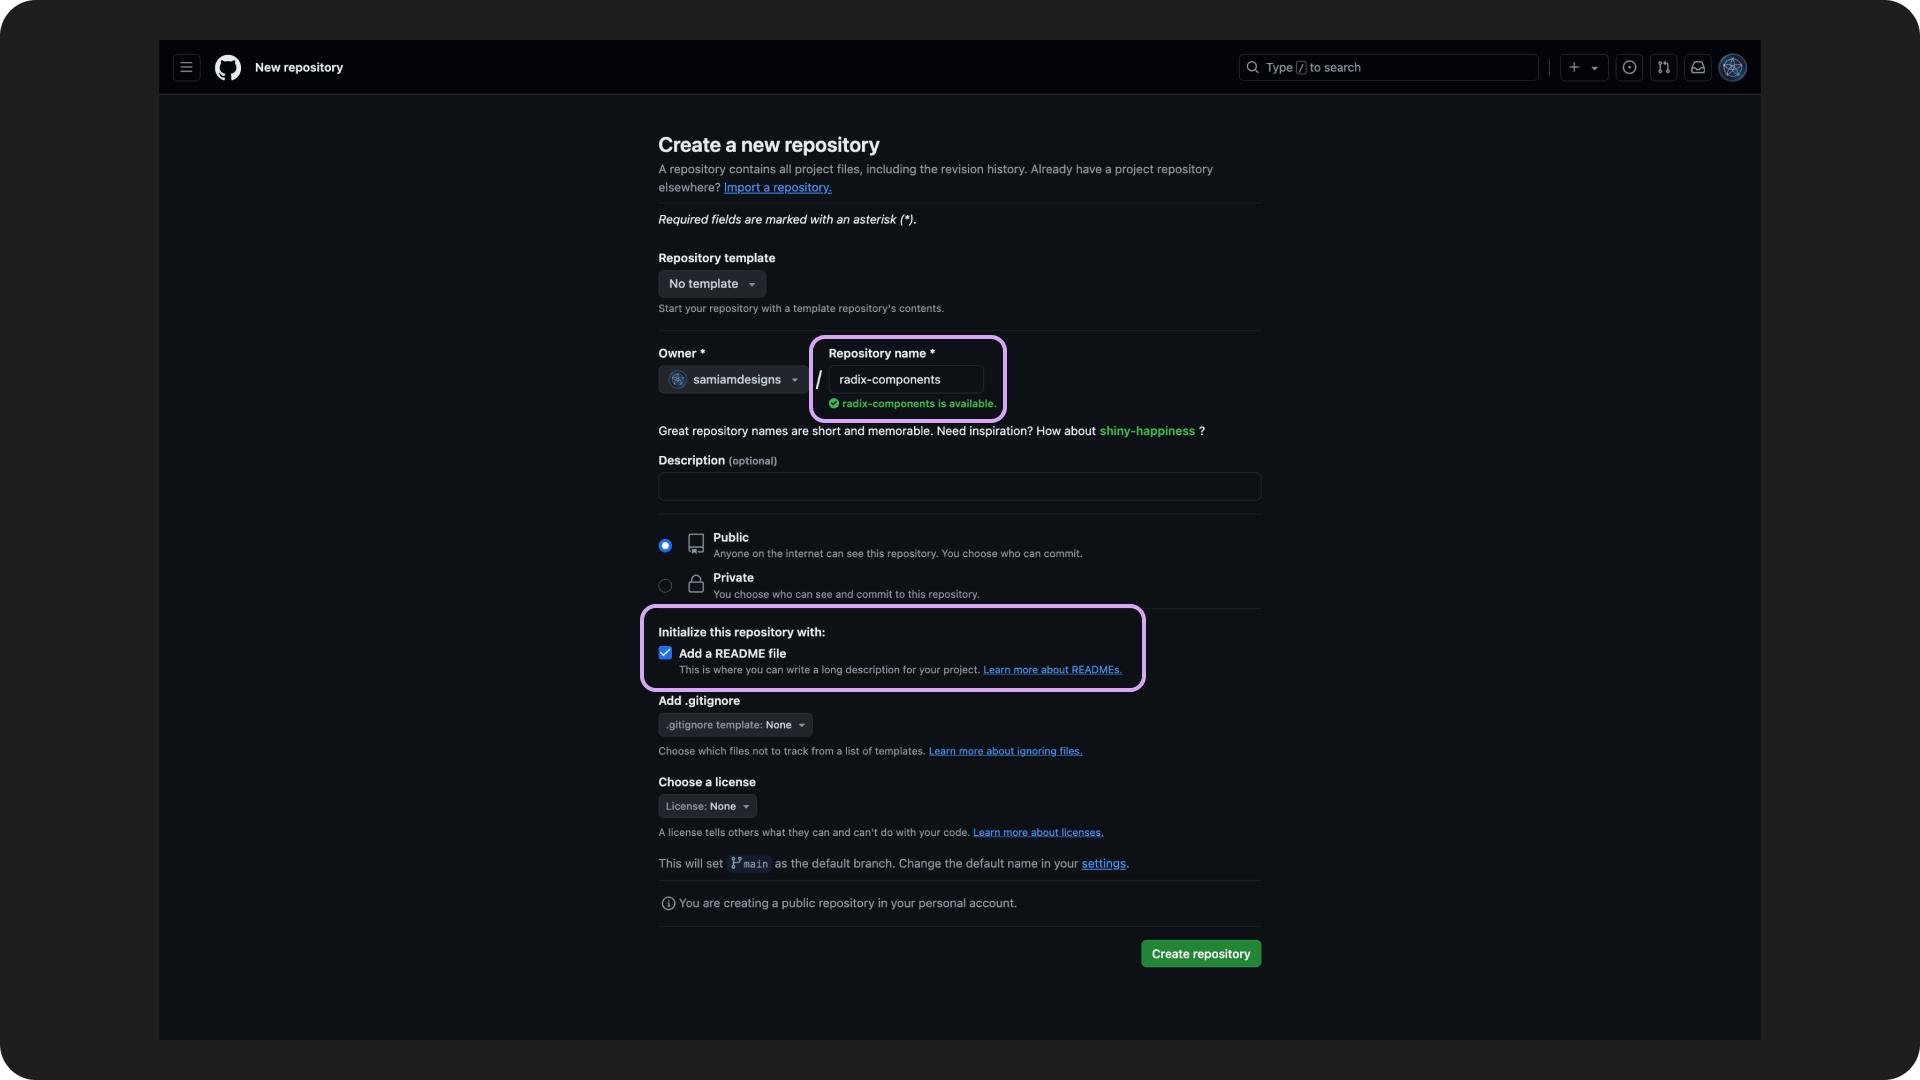 New repository
Type / to search
Create a new repository
A repository contains all project files, including the revision history. Already have a project repository
elsewhere? Import a repository.
Required fields are marked with an asterisk (*).
Repository template
No template
Start your repository with a template repository's contents.
Owner *
Repository name *
samiamdesigns
/
radix-components
radix-components is available.
Great repository names are short and memorable. Need inspiration? How about shiny-happiness ?
Description (optional)
Public
Anyone on the internet can see this repository. You choose who can commit.
Private
You choose who can see and commit to this repository.
Initialize this repository with:
Add a README file
This is where you can write a long description for your project. Learn more about READMEs.
Add .gitignore
.gitignore template: None
Choose which files not to track from a list of templates. Learn more about ignoring files.
Choose a license
License: None
A license tells others what they can and can't do with your code. Learn more about licenses.
This will set main as the default branch. Change the default name in your settings.
You are creating a public repository in your personal account.
Create repository